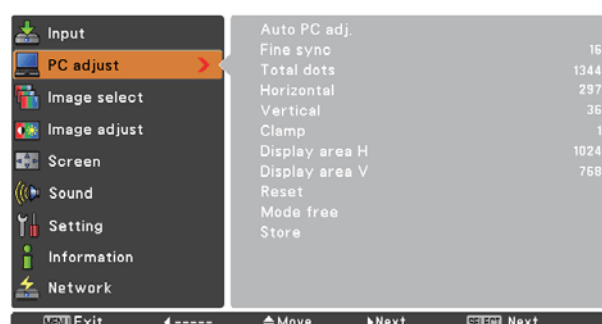 Input
PC adjust
Image select
Image adjust
Screen
Sound
Setting
Information
Network
Auto PC adj.
Fine sync 16
Total dots 1344
Horizontal 297
Vertical 36
Clamp 1
Display area H 1024
Display area V 768
Reset
Mode free
Store
MENU Exit ◀ ----- ◆Move ▶Next SELECT Next